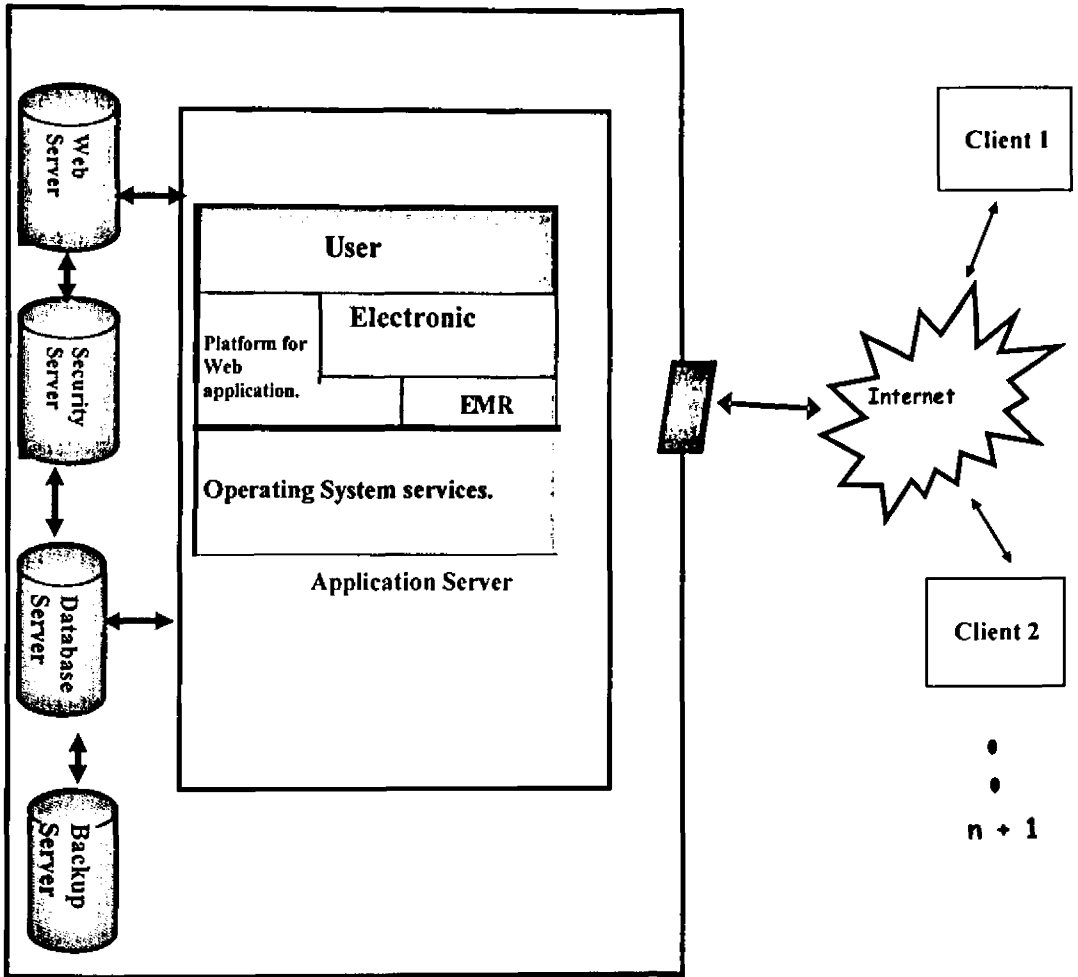 Web
Server
Security
Server
Database
Server
Backup
Server
User
Electronic
Platform for
Web
application.
EMR
Operating System services.
Application Server
Internet
Client 1
Client 2
n + 1